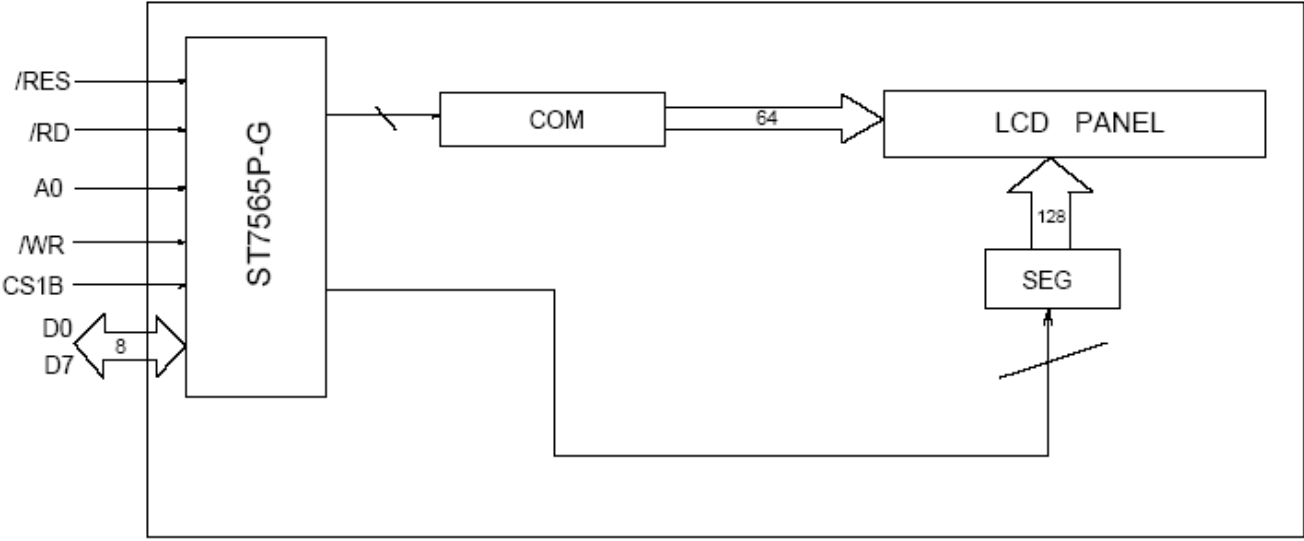 /RES
/RD
A0
/WR
CS1B
D0
D7
8
ST7565P-G
COM
64
LCD PANEL
128
SEG